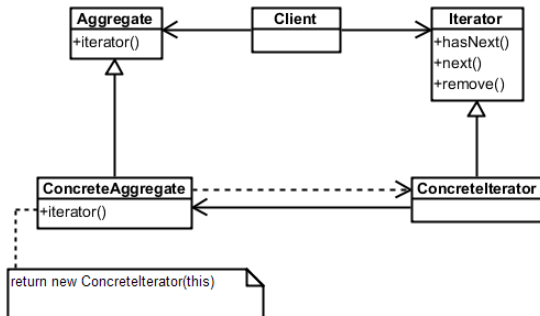 Aggregate
+iterator()
Client
Iterator
+hasNext()
+next()
+remove()
ConcreteAggregate
+iterator()
ConcreteIterator
return new ConcreteIterator(this)